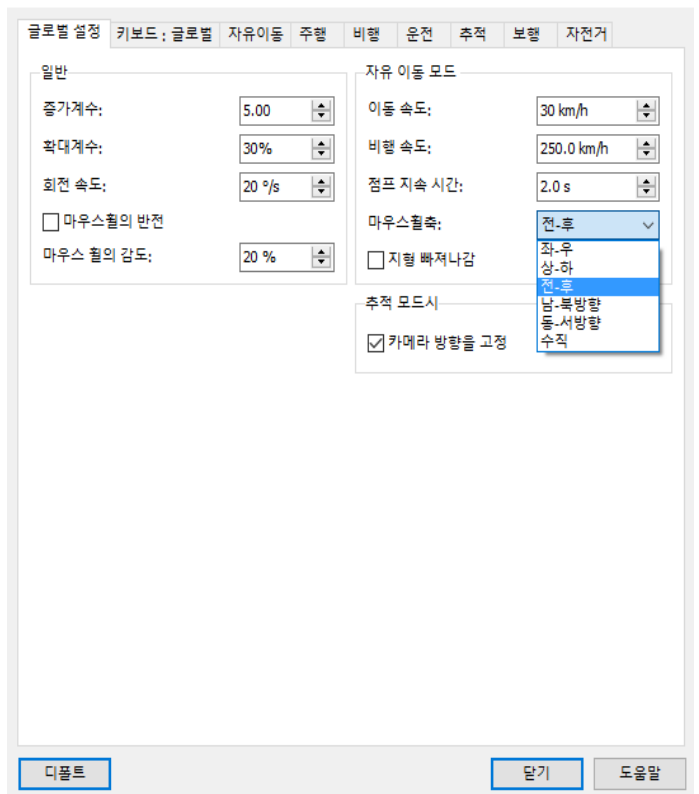 글로벌 설정 키보드 : 글로벌 자유이동 주행 비행 운전 추적 보행 자전거
일반
증가계수: 5.00
확대계수: 30%
회전 속도: 20 º/s
마우스휠의 반전
마우스 휠의 감도: 20 %
자유 이동 모드
이동 속도: 30 km/h
비행 속도: 250.0 km/h
점프 지속 시간: 2.0 s
마우스휠축: 전-후
좌-우
상-하
전-후
남-북방향
동-서방향
수직
지형 빠져나감
추적 모드시
카메라 방향을 고정
디폴트 닫기 도움말